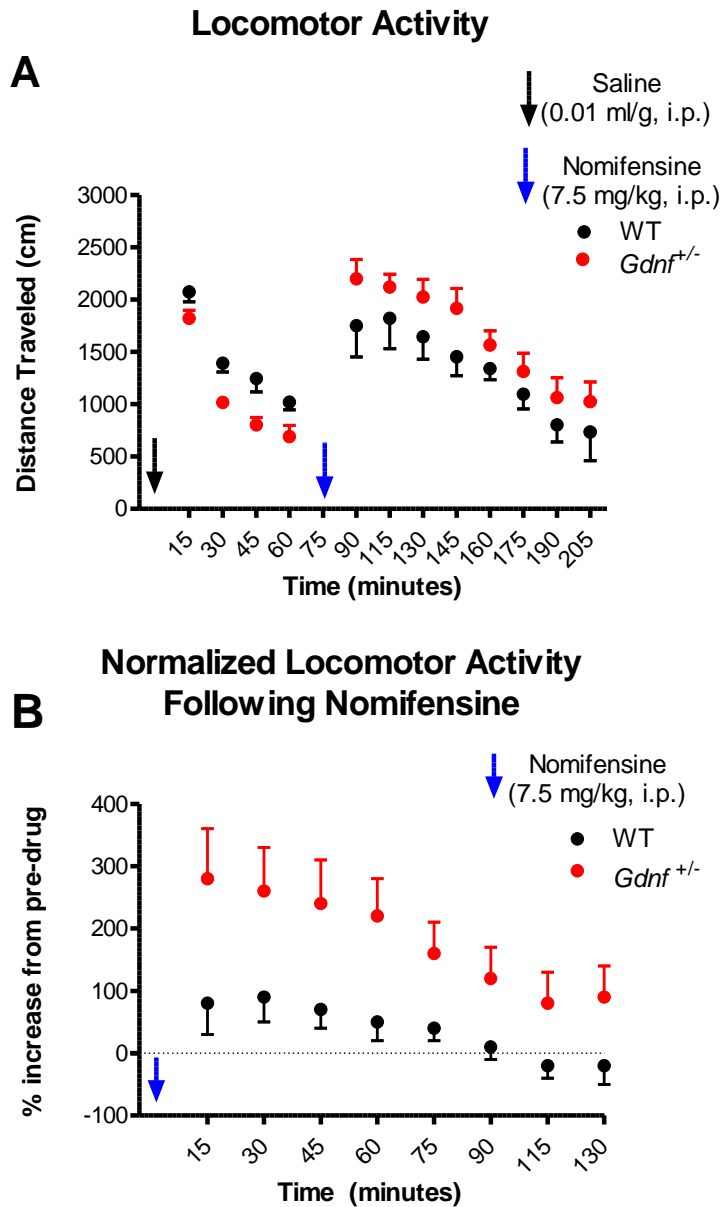 Locomotor Activity
A
Saline
(0.01 ml/g, i.p.)
Nomifensine
(7.5 mg/kg, i.p.)
WT
Gdnf+/-
Distance Traveled (cm)
3000
2500
2000
1500
1000
500
0
15 30 45 60 75 90 115 130 145 160 175 190 205
Time (minutes)
Normalized Locomotor Activity
Following Nomifensine
B
Nomifensine
(7.5 mg/kg, i.p.)
WT
Gdnf +/-
% increase from pre-drug
400
300
200
100
0
-100
15 30 45 60 75 90 115 130
Time (minutes)